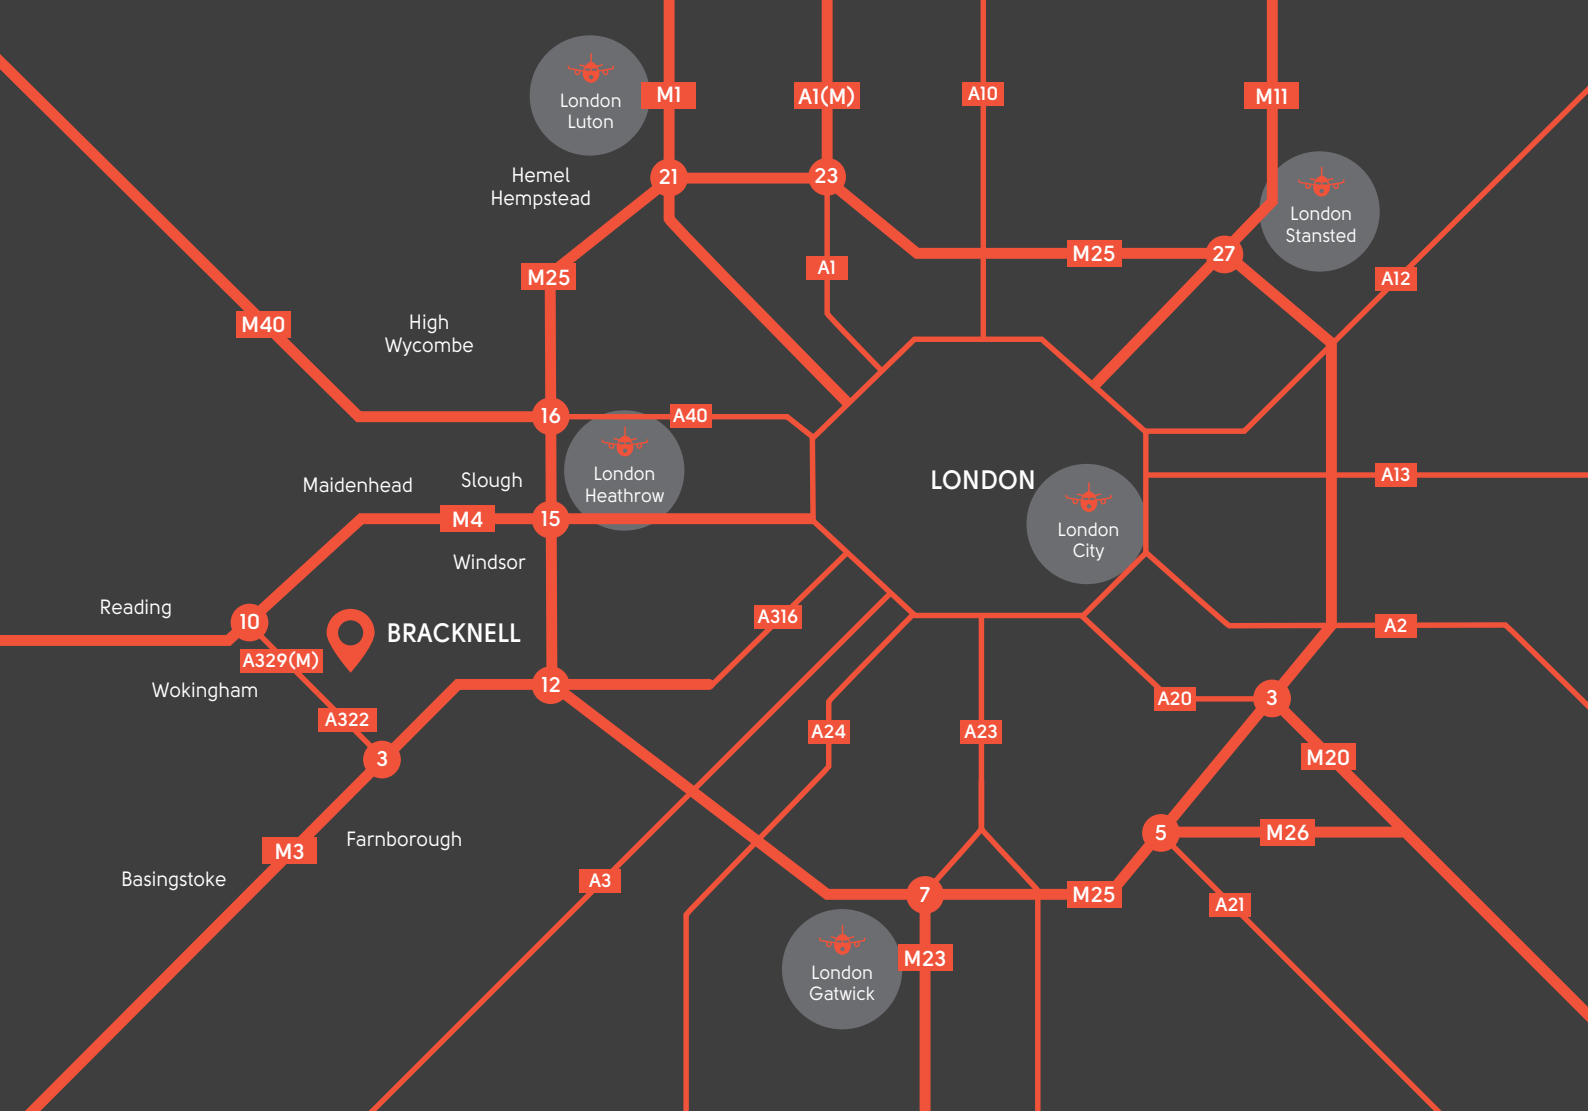 London
Luton
M1
A1(M)
A10
M11
Hemel
Hempstead
21
23
London
Stansted
M25
A1
M25
27
A12
M40
High
Wycombe
16
A40
London
Heathrow
Maidenhead
Slough
LONDON
A13
M4
15
London
City
Windsor
Reading
10
BRACKNELL
A316
A2
A329(M)
Wokingham
12
A20
3
A322
A24
A23
3
M20
M3
Farnborough
5
M26
Basingstoke
A3
7
M25
A21
London
Gatwick
M23